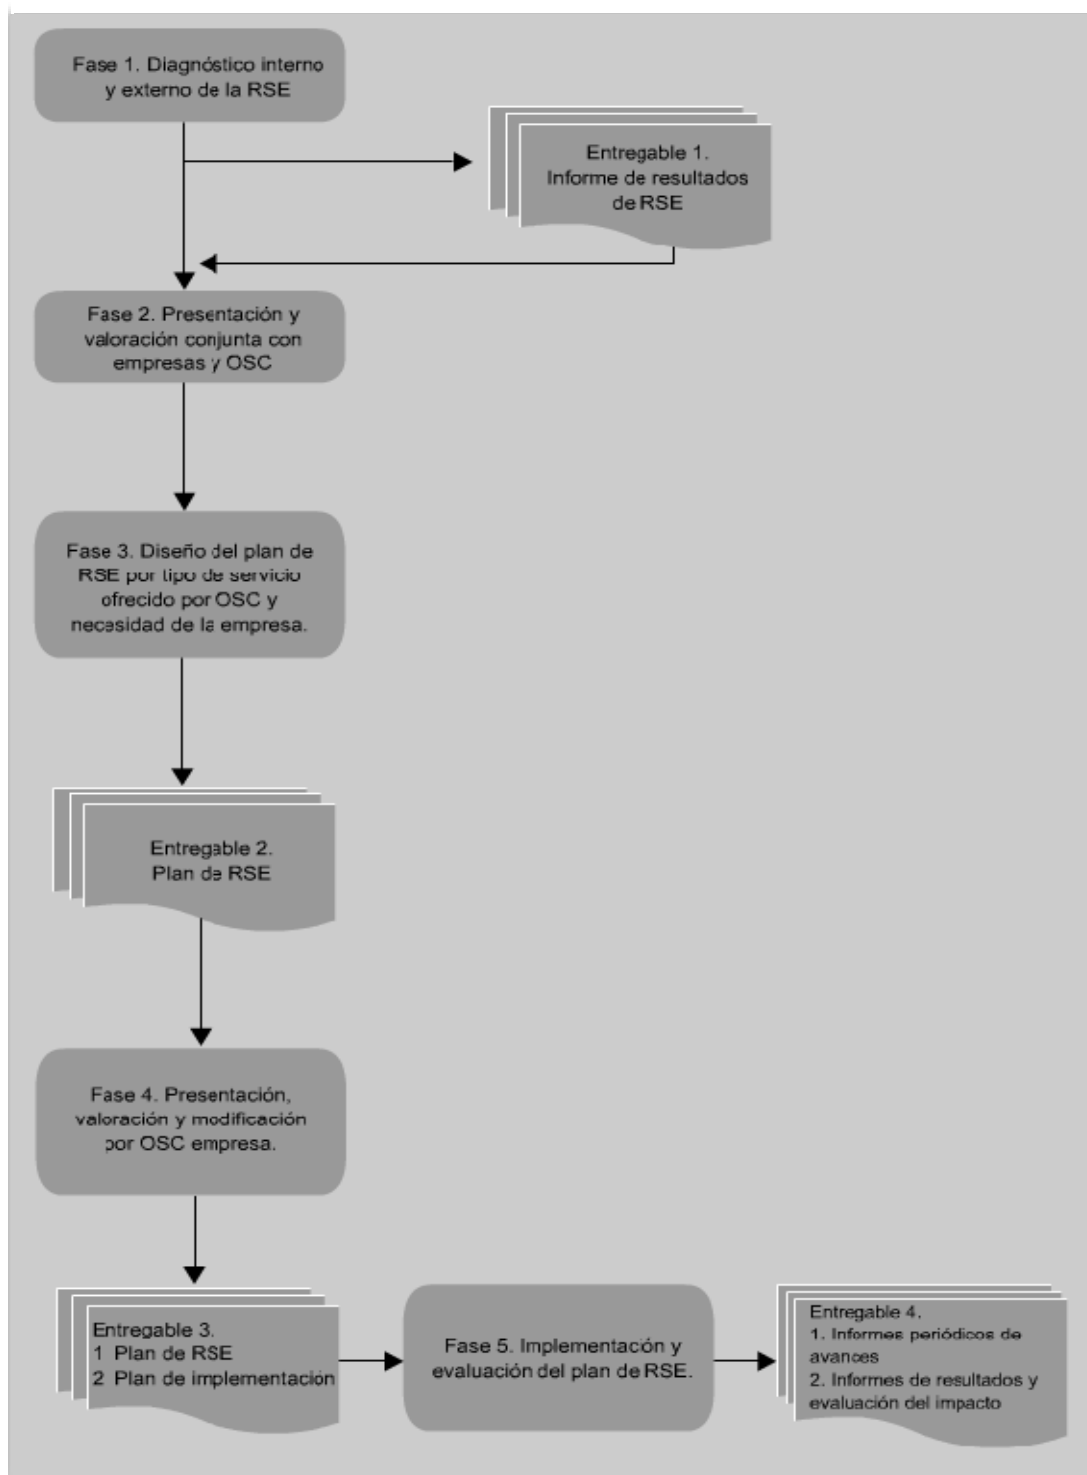 Fase 1. Diagnóstico interno
y externo de la RSE
Entregable 1.
Informe de resultados
de RSE
Fase 2. Presentación y
valoración conjunta con
empresas y OSC
Fase 3. Diseño del plan de
RSE por tipo de servicio
ofrecido por OSC y
necesidad de la empresa.
Entregable 2.
Plan de RSE
Fase 4. Presentación,
valoración y modificación
por OSC empresa.
Entregable 3.
1 Plan de RSE
2 Plan de implementación
Fase 5. Implementación y
evaluación del plan de RSE.
Entregable 4.
1. Informes periódicos de
avances
2. Informes de resultados y
evaluación del impacto